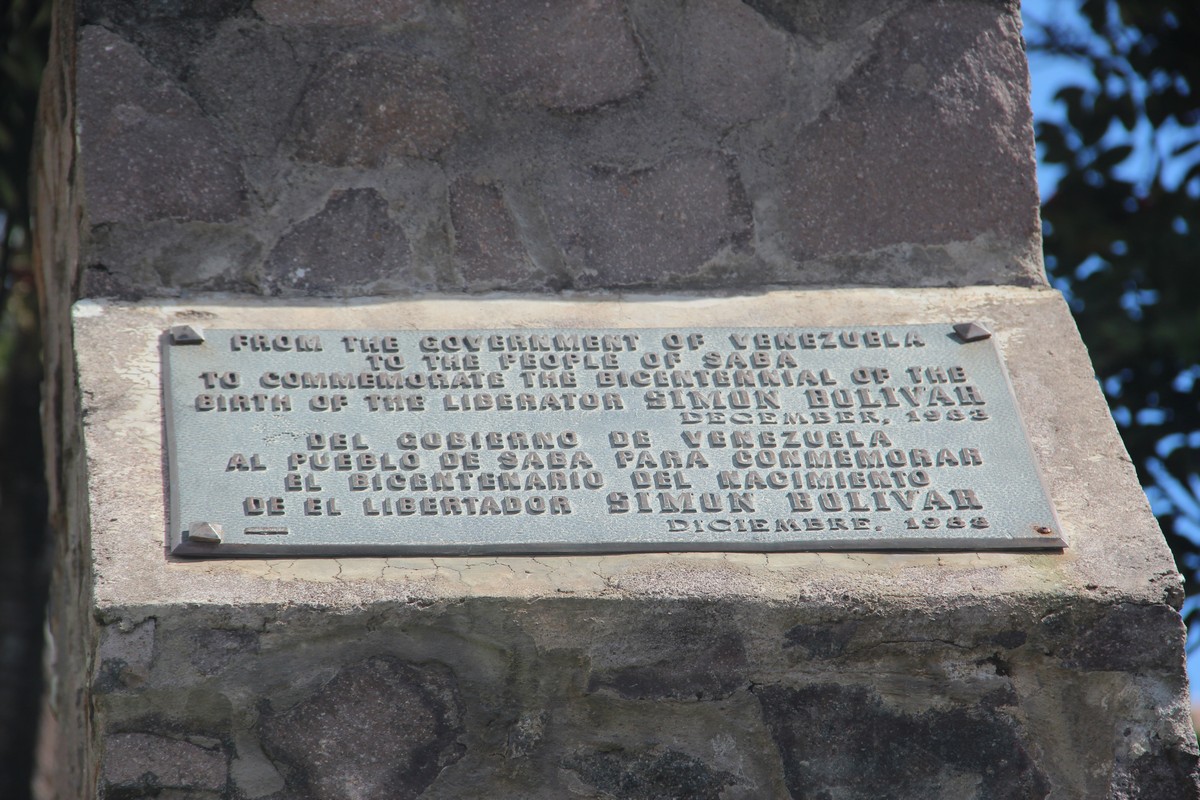 FROM THE GOVERNMENT OF VENEZUELA
TO THE PEOPLE OF SABA
TO COMMEMORATE THE BICENTENNIAL OF THE
BIRTH OF THE LIBERATOR SIMON BOLIVAR
DECEMBER, 1983
DEL GOBIERNO DE VENEZUELA
AL PUEBLO DE SABA PARA CONMEMORAR
EL BICENTENARIO DEL NACIMIENTO
DE EL LIBERTADOR SIMON BOLIVAR
DICIEMBRE, 1983